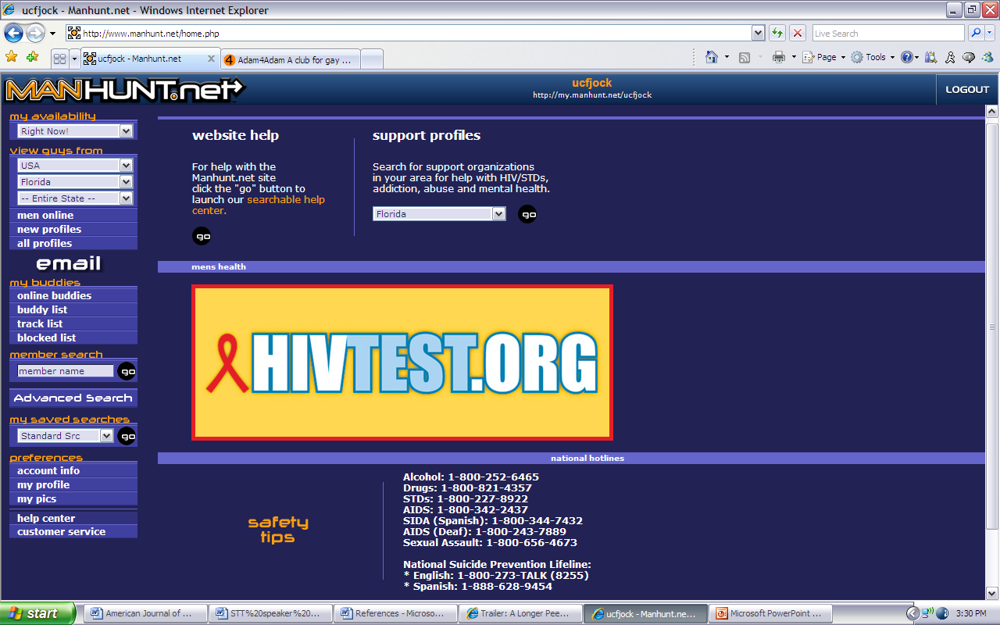 ucfjock - Manhunt.net - Windows Internet Explorer
http://www.manhunt.net/home.php
Live Search
ucfjock - Manhunt.net
Adam4Adam A club for gay ...
Page
Tools
MANHUNT.net
ucfjock
http://my.manhunt.net/ucfjock
LOGOUT
my availability
Right Now!
view guys from
USA
Florida
-- Entire State --
men online
new profiles
all profiles
email
my buddies
online buddies
buddy list
track list
blocked list
member search
member name
go
Advanced Search
my saved searches
Standard Src
go
preferences
account info
my profile
my pics
help center
customer service
website help
For help with the
Manhunt.net site
click the "go" button to
launch our searchable help
center.
go
support profiles
Search for support organizations
in your area for help with HIV/STDs,
addiction, abuse and mental health.
Florida
go
mens health
HIVTEST.ORG
national hotlines
safety
tips
Alcohol: 1-800-252-6465
Drugs: 1-800-821-4357
STDs: 1-800-227-8922
AIDS: 1-800-342-2437
SIDA (Spanish): 1-800-344-7432
AIDS (Deaf): 1-800-243-7889
Sexual Assault: 1-800-656-4673
National Suicide Prevention Lifeline:
* English: 1-800-273-TALK (8255)
* Spanish: 1-888-628-9454
start
American Journal of ...
STT%20speaker%20...
References - Microso...
Trailer: A Longer Pee...
ucfjock - Manhunt.ne...
Microsoft PowerPoint ...
3:30 PM